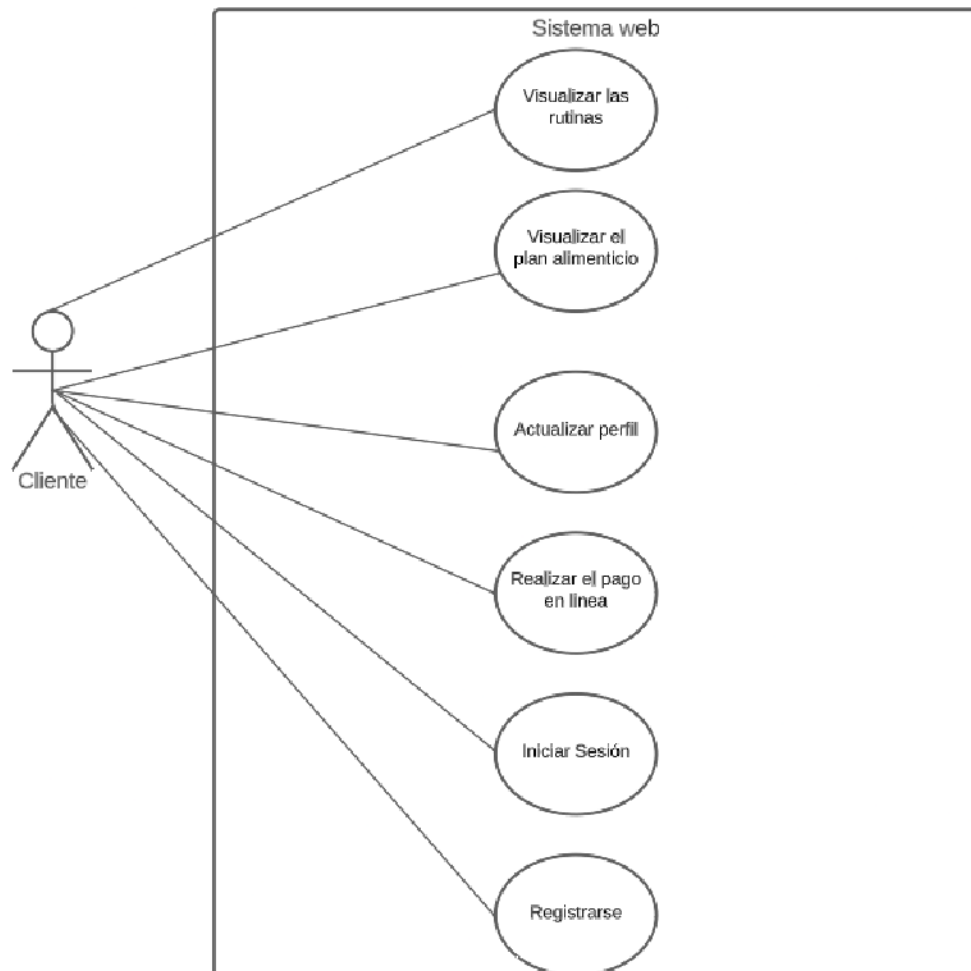 Sistema web
Visualizar las
rutinas
Visualizar el
plan alimenticio
Actualizar perfil
Realizar el pago
en línea
Iniciar Sesión
Registrarse
Cliente